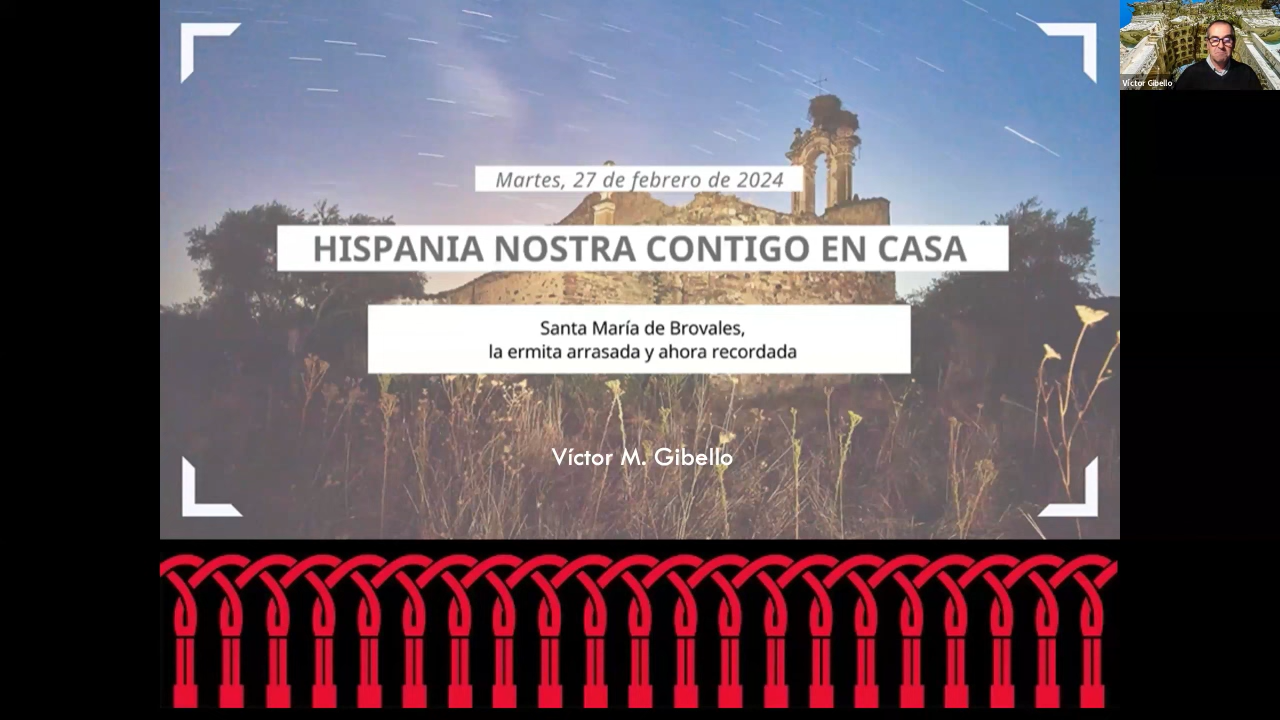 Martes, 27 de febrero de 2024
HISPANIA NOSTRA CONTIGO EN CASA
Santa María de Brovales,
la ermita arrasada y ahora recordada
Víctor M. Gibello
Víctor Gibello